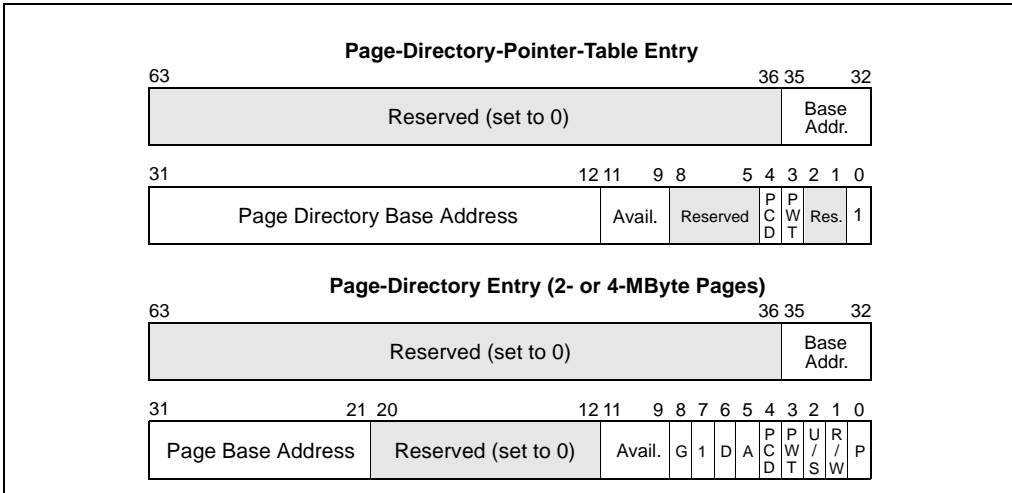 Page-Directory-Pointer-Table Entry
63 36 35 32
Reserved (set to 0) Base Addr.
31 12 11 9 8 5 4 3 2 1 0
Page Directory Base Address Avail. Reserved PCD PWT Res. 1
Page-Directory Entry (2- or 4-MByte Pages)
63 36 35 32
Reserved (set to 0) Base Addr.
31 21 20 12 11 9 8 7 6 5 4 3 2 1 0
Page Base Address Reserved (set to 0) Avail. G 1 D A PCD PWT U/S R/W P